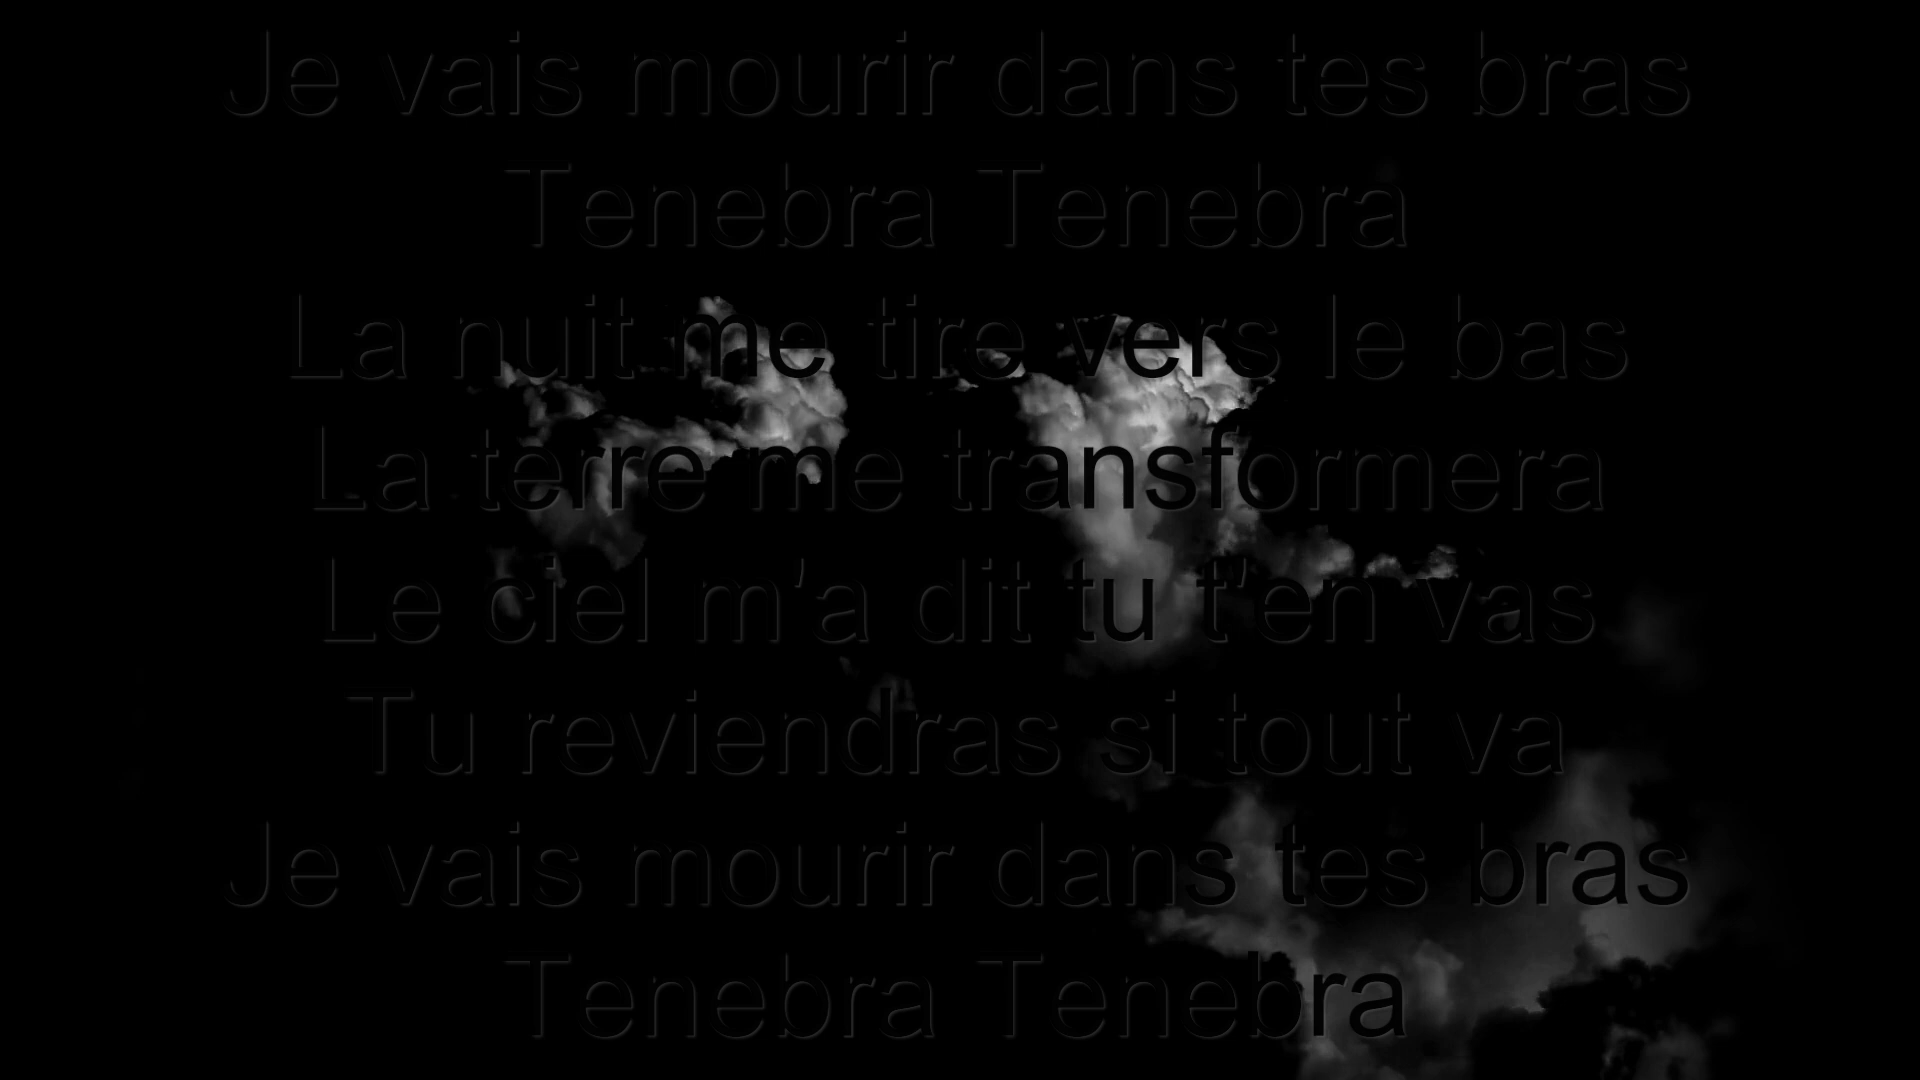 Je vais mourir dans tes bras
Tenebra Tenebra
La nuit me tire vers le bas
La terre me transformera
Le ciel m'a dit tu t'en vas
Tu reviendras si tout va
Je vais mourir dans tes bras
Tenebra Tenebra